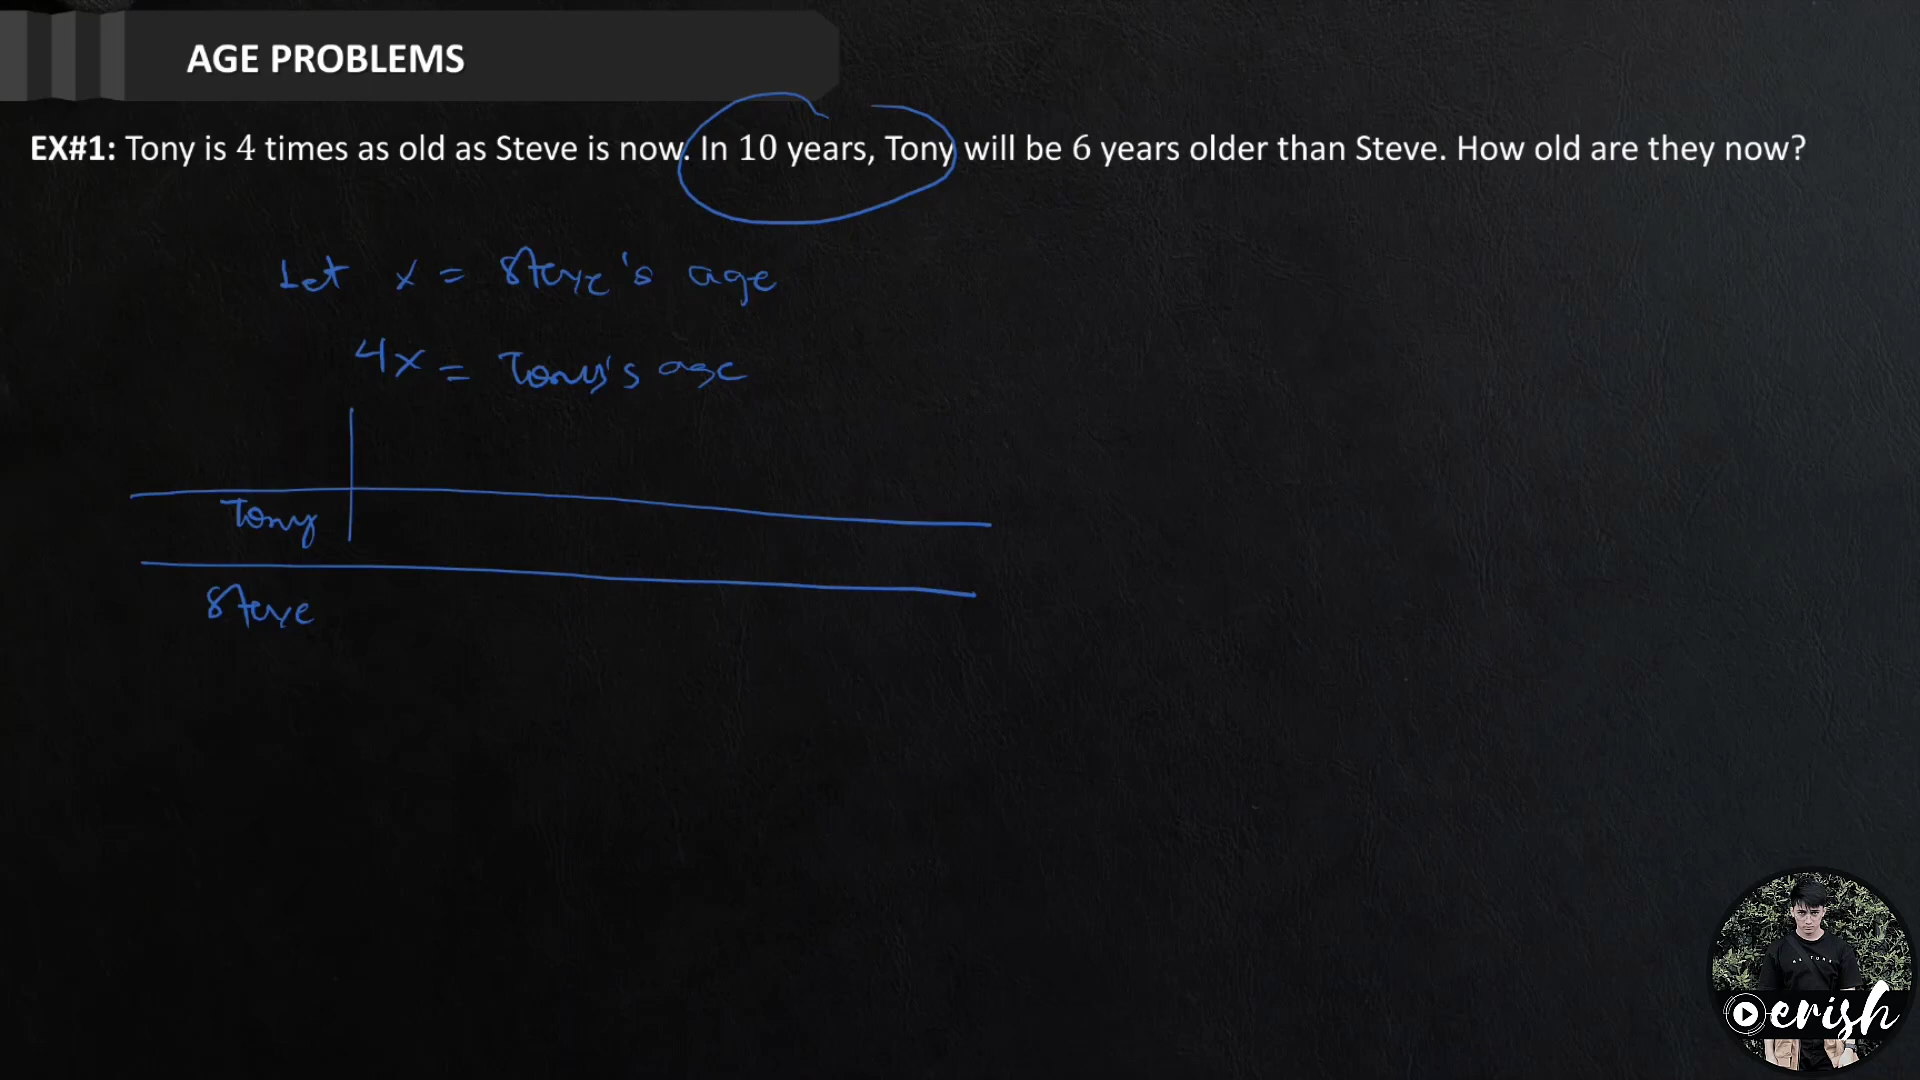 AGE PROBLEMS
EX#1: Tony is 4 times as old as Steve is now. In 10 years, Tony will be 6 years older than Steve. How old are they now?
Let x = Steve's age
4x = Tony's age
Tony
Steve
erish